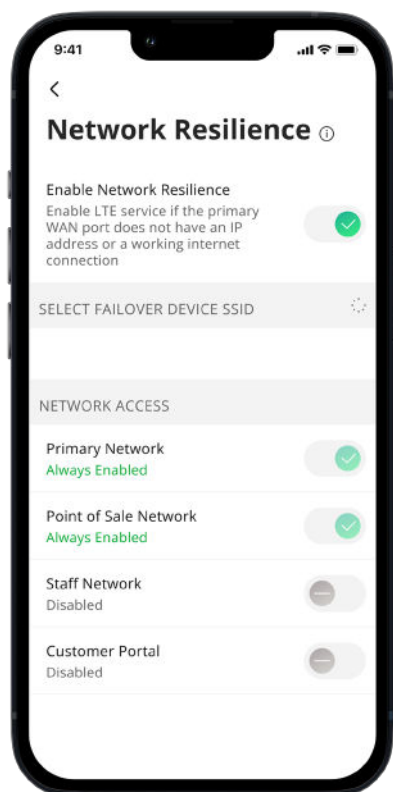 9:41
Network Resilience
Enable Network Resilience
Enable LTE service if the primary
WAN port does not have an IP
address or a working internet
connection
SELECT FAILOVER DEVICE SSID
NETWORK ACCESS
Primary Network
Always Enabled
Point of Sale Network
Always Enabled
Staff Network
Disabled
Customer Portal
Disabled